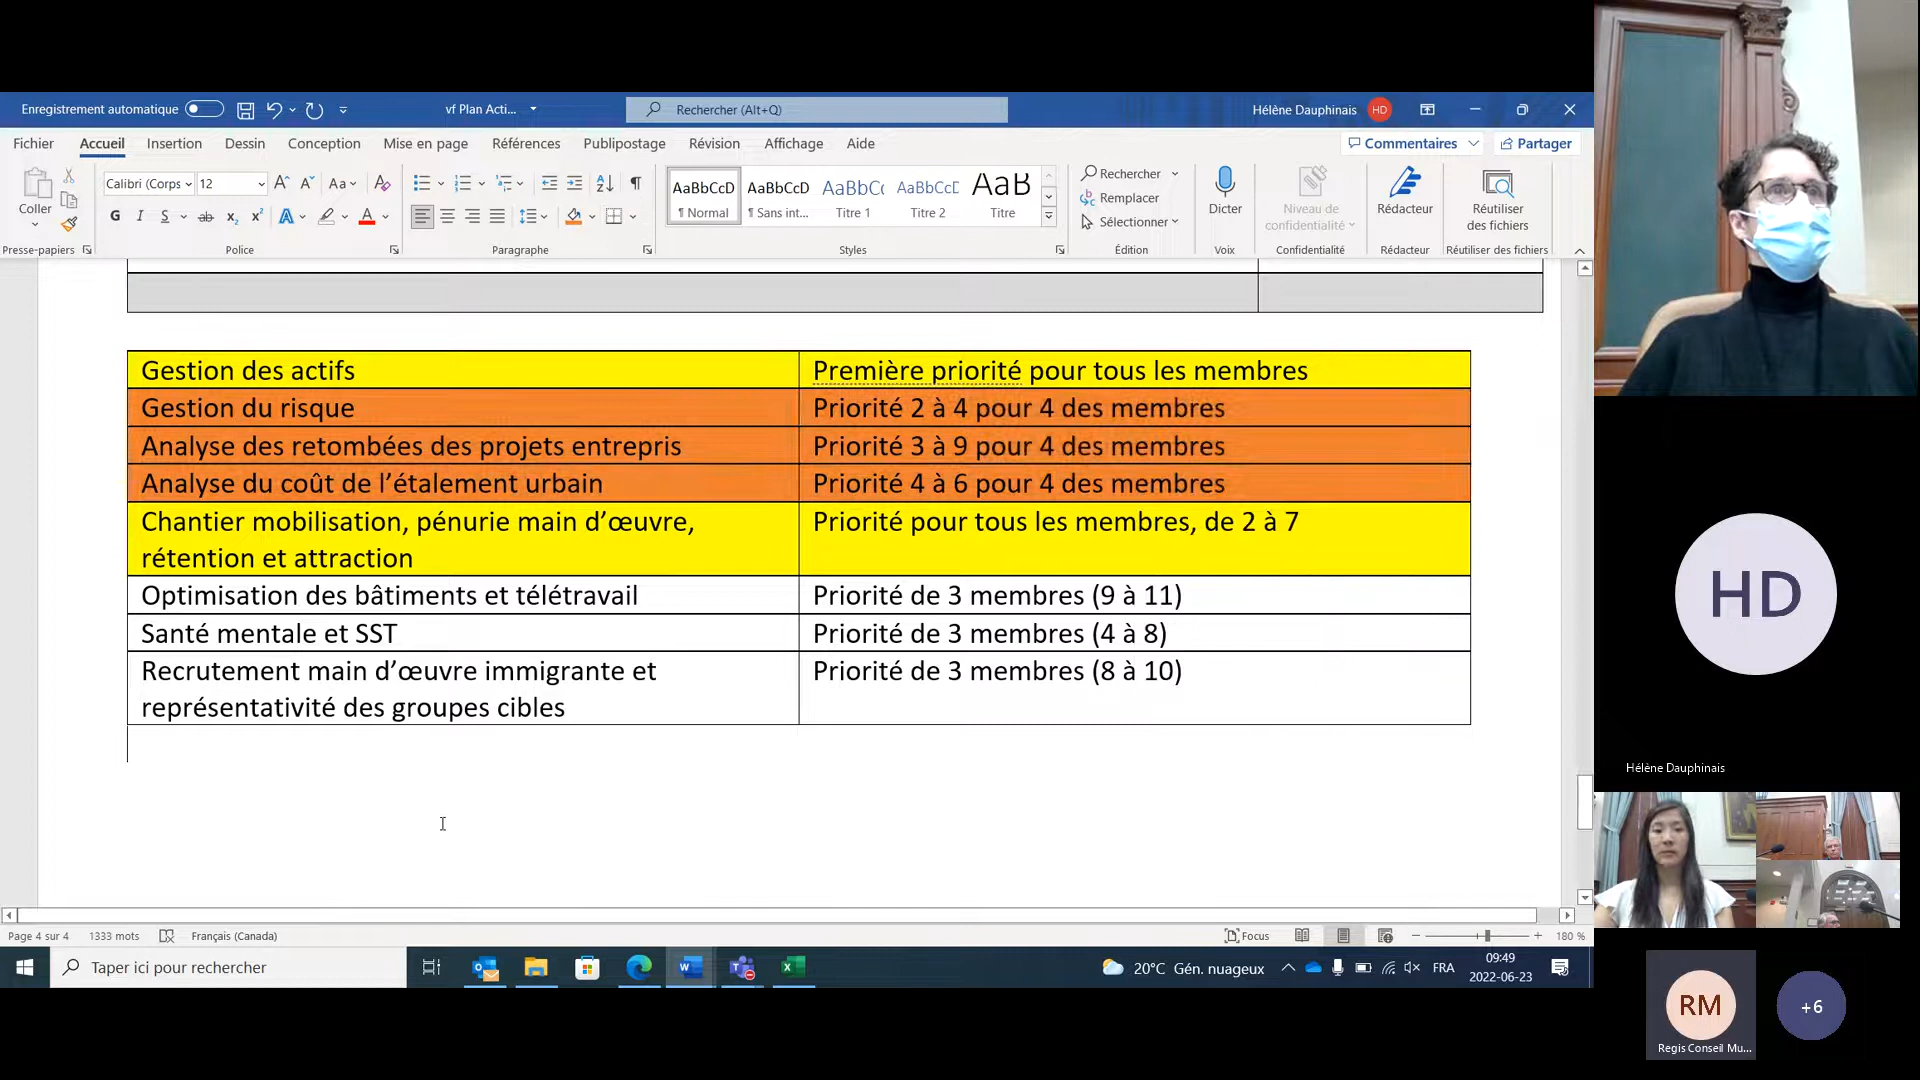 Enregistrement automatique
vf Plan Acti...
Rechercher (Alt+Q)
Hélène Dauphinais HD
Fichier Accueil Insertion Dessin Conception Mise en page Références Publipostage Révision Affichage Aide
Commentaires Partager
Coller
Calibri (Corps 12
G I S ab x₂ x² A A
AaBbCcD AaBbCcD AaBbCc AaBbCcE AaB
¶ Normal ¶ Sans int... Titre 1 Titre 2 Titre
Rechercher
Remplacer
Sélectionner
Dicter
Niveau de
confidentialité
Rédacteur
Réutiliser
des fichiers
Presse-papiers Police Paragraphe Styles Édition Voix Confidentialité Rédacteur Réutiliser des fichiers
Gestion des actifs Première priorité pour tous les membres
Gestion du risque Priorité 2 à 4 pour 4 des membres
Analyse des retombées des projets entrepris Priorité 3 à 9 pour 4 des membres
Analyse du coût de l’étalement urbain Priorité 4 à 6 pour 4 des membres
Chantier mobilisation, pénurie main d’œuvre, Priorité pour tous les membres, de 2 à 7
rétention et attraction
Optimisation des bâtiments et télétravail Priorité de 3 membres (9 à 11)
Santé mentale et SST Priorité de 3 membres (4 à 8)
Recrutement main d’œuvre immigrante et Priorité de 3 membres (8 à 10)
représentativité des groupes cibles
Page 4 sur 4 1333 mots Français (Canada)
Focus
180 %
Taper ici pour rechercher
20°C Gén. nuageux
FRA
09:49
2022-06-23
HD
Hélène Dauphinais
RM
Regis Conseil Mu...
+6